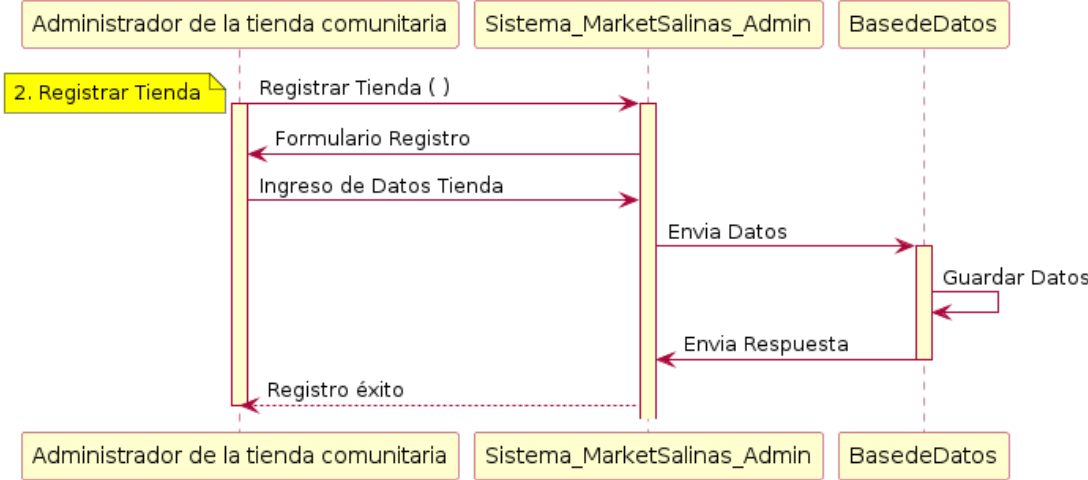 Administrador de la tienda comunitaria
Sistema_MarketSalinas_Admin
BasedeDatos
2. Registrar Tienda
Registrar Tienda ( )
Formulario Registro
Ingreso de Datos Tienda
Envia Datos
Guardar Datos
Envia Respuesta
Registro éxito
Administrador de la tienda comunitaria
Sistema_MarketSalinas_Admin
BasedeDatos